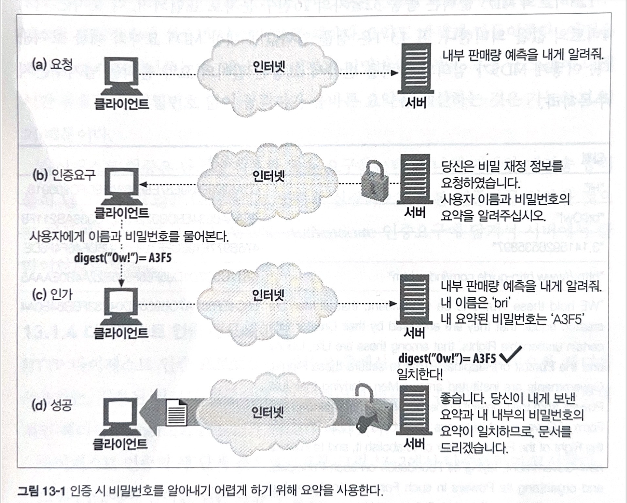 (a) 요청
인터넷
내부 판매량 예측을 내게 알려줘.
클라이언트
서버
(b) 인증요구
인터넷
당신은 비밀 재정 정보를
요청하였습니다.
사용자 이름과 비밀번호의
요약을 알려주십시오.
클라이언트
서버
사용자에게 이름과 비밀번호를 물어본다.
digest("Ow!")= A3F5
(c) 인가
인터넷
내부 판매량 예측을 내게 알려줘.
내 이름은 'bri'
내 요약된 비밀번호는 'A3F5'
클라이언트
서버
digest("Ow!")= A3F5
일치한다!
(d) 성공
인터넷
좋습니다. 당신이 내게 보낸
요약과 내 내부의 비밀번호의
요약이 일치하므로, 문서를
드리겠습니다.
클라이언트
서버
그림 13-1 인증 시 비밀번호를 알아내기 어렵게 하기 위해 요약을 사용한다.